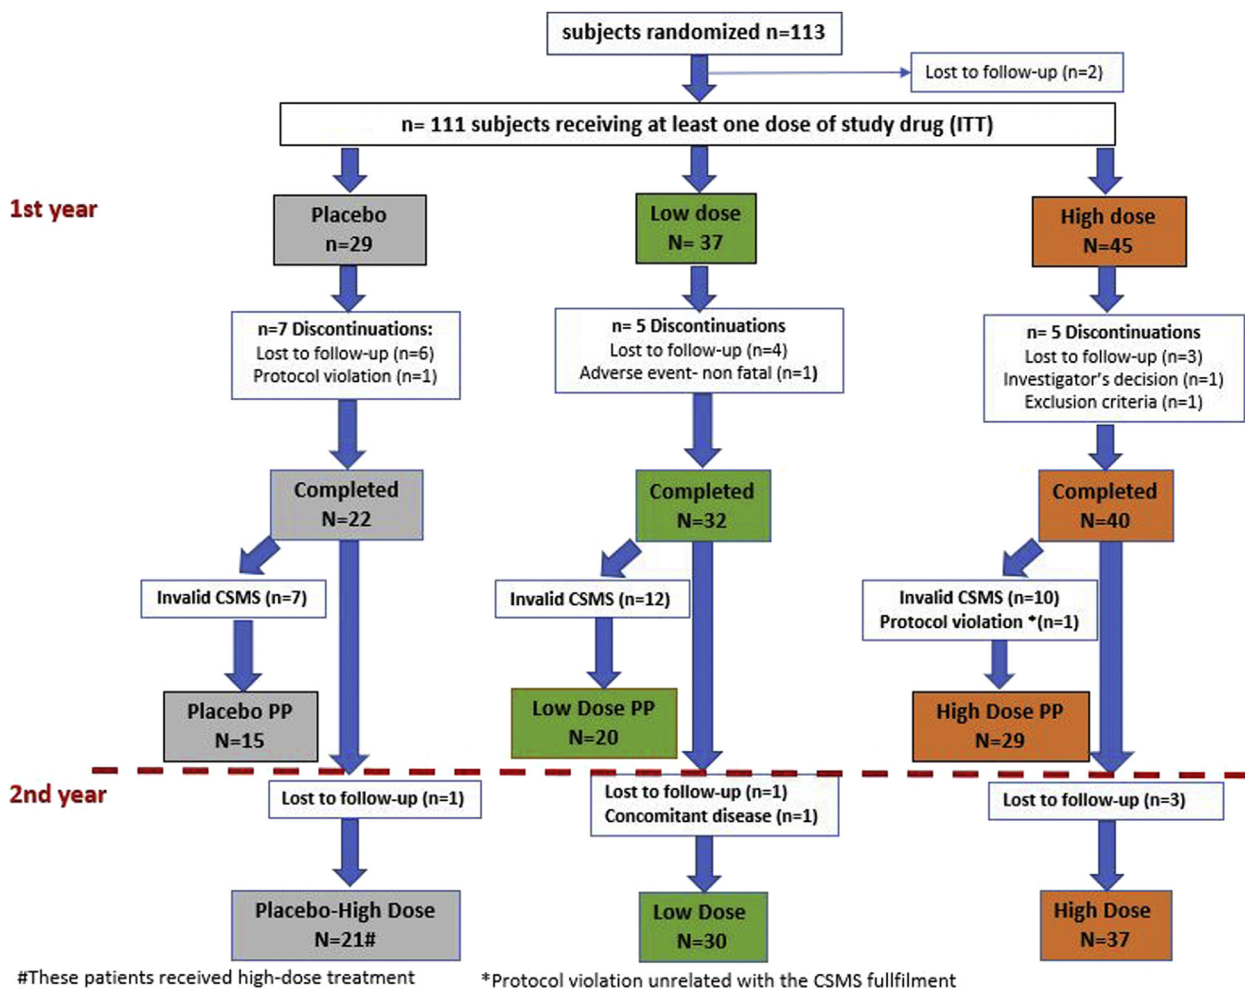 subjects randomized n=113
Lost to follow-up (n=2)
n= 111 subjects receiving at least one dose of study drug (ITT)
1st year
Placebo
n=29
Low dose
N= 37
High dose
N=45
n=7 Discontinuations:
Lost to follow-up (n=6)
Protocol violation (n=1)
n= 5 Discontinuations
Lost to follow-up (n=4)
Adverse event- non fatal (n=1)
n= 5 Discontinuations
Lost to follow-up (n=3)
Investigator's decision (n=1)
Exclusion criteria (n=1)
Completed
N=22
Completed
N=32
Completed
N=40
Invalid CSMS (n=7)
Invalid CSMS (n=12)
Invalid CSMS (n=10)
Protocol violation *(n=1)
Placebo PP
N=15
Low Dose PP
N=20
High Dose PP
N=29
2nd year
Lost to follow-up (n=1)
Lost to follow-up (n=1)
Concomitant disease (n=1)
Lost to follow-up (n=3)
Placebo-High Dose
N=21#
Low Dose
N=30
High Dose
N=37
#These patients received high-dose treatment
*Protocol violation unrelated with the CSMS fullfilment